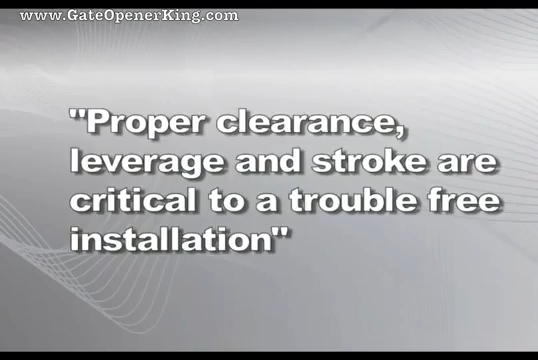 www.GateOpenerKing.com
"Proper clearance,
leverage and stroke are
critical to a trouble free
installation"